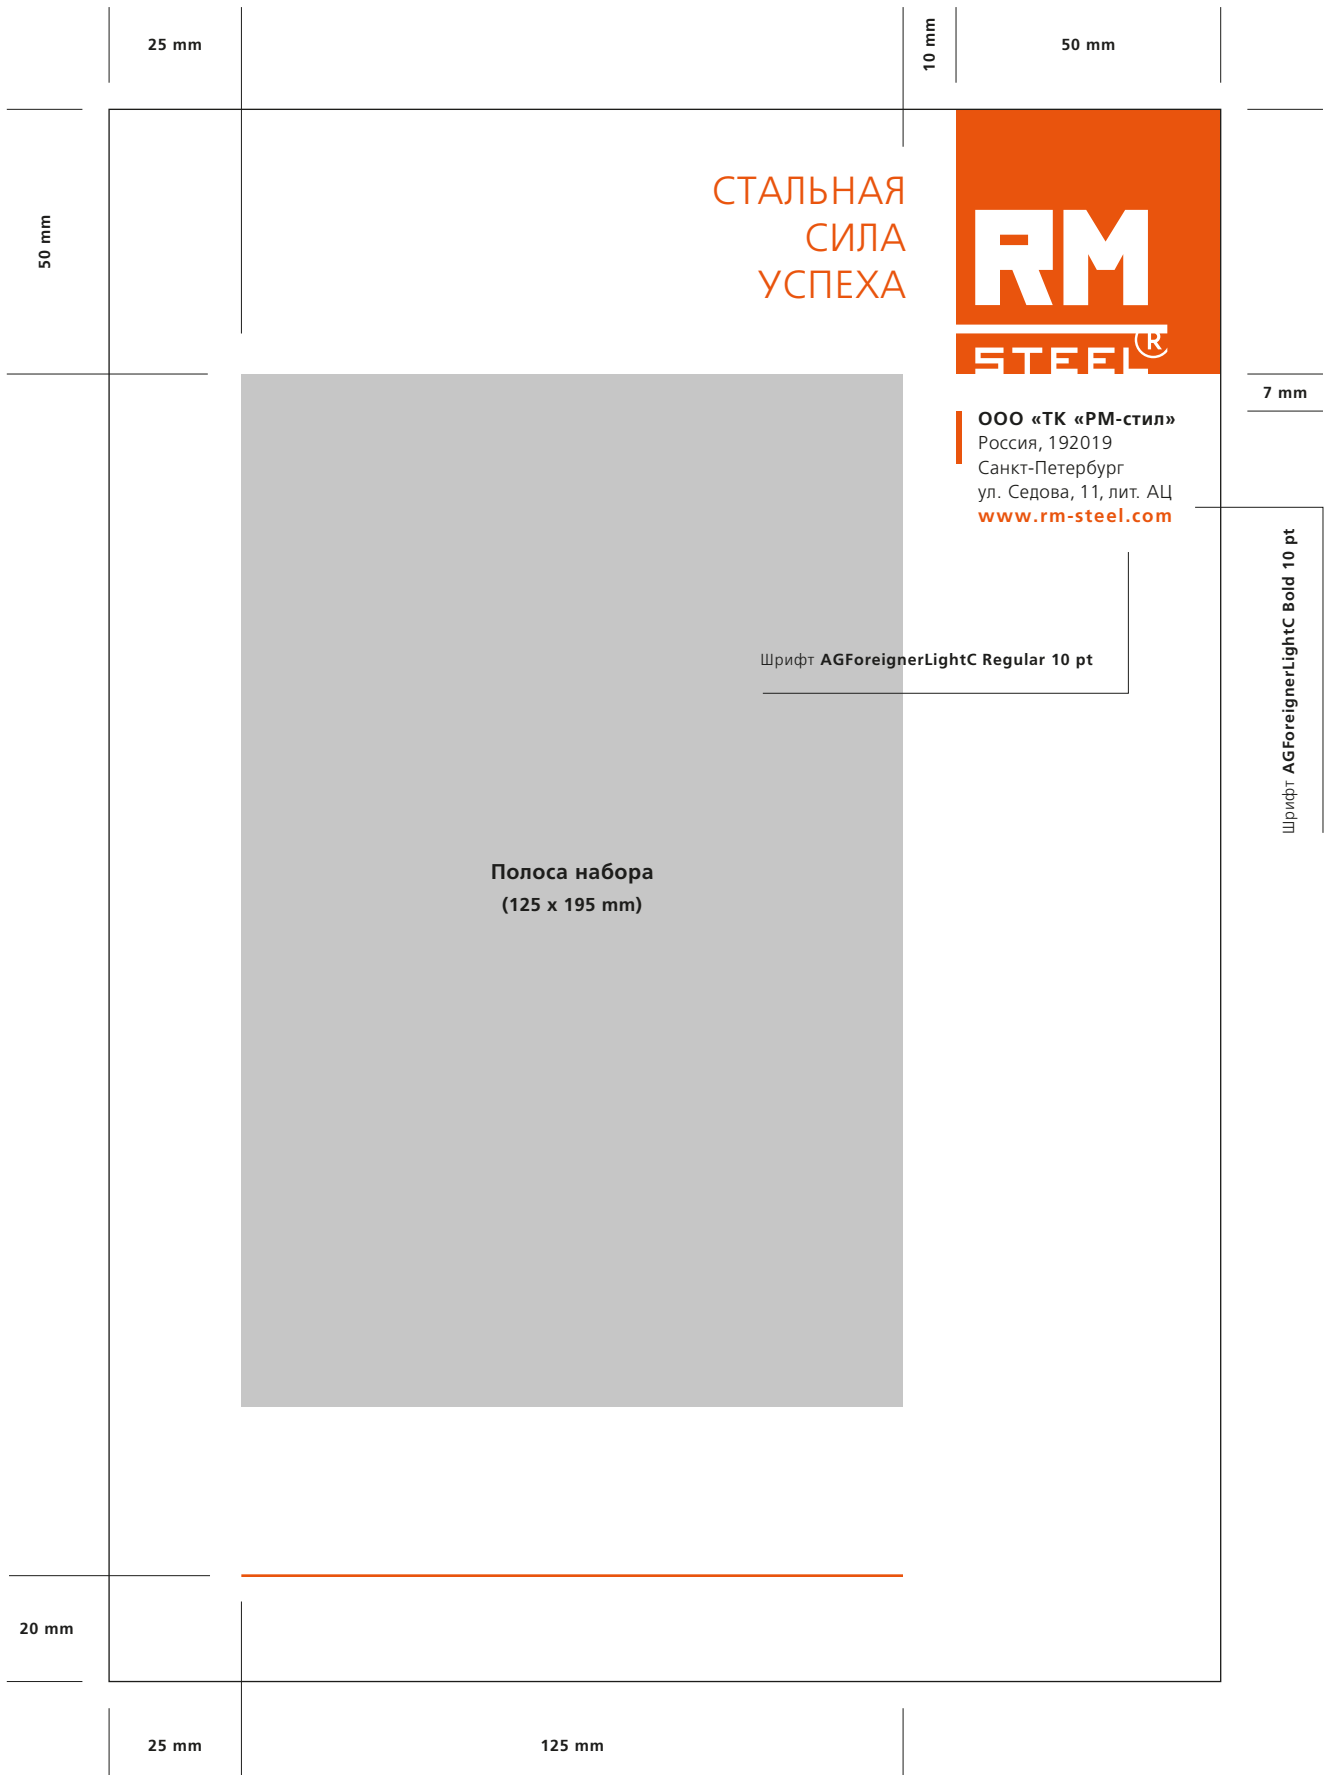 25 mm
10 mm
50 mm
50 mm
СТАЛЬНАЯ
СИЛА
УСПЕХА
RM
STEEL®
7 mm
ООО «ТК «РМ-стил»
Россия, 192019
Санкт-Петербург
ул. Седова, 11, лит. АЦ
www.rm-steel.com
Шрифт AGForeignerLightC Bold 10 pt
Шрифт AGForeignerLightC Regular 10 pt
Полоса набора
(125 x 195 mm)
20 mm
25 mm
125 mm